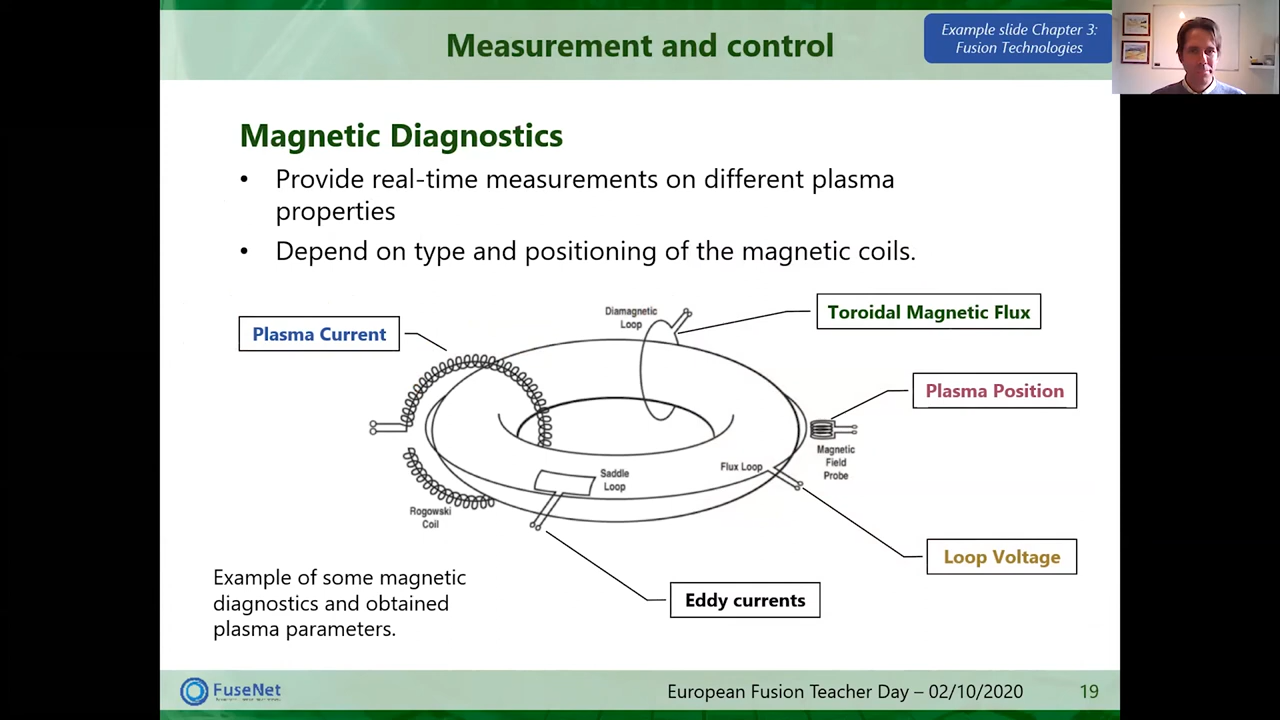 Measurement and control
Example slide Chapter 3:
Fusion Technologies
Magnetic Diagnostics
• Provide real-time measurements on different plasma
properties
• Depend on type and positioning of the magnetic coils.
Diamagnetic
Loop
Toroidal Magnetic Flux
Plasma Current
Plasma Position
Magnetic
Field
Probe
Flux Loop
Saddle
Loop
Rogowski
Coil
Loop Voltage
Eddy currents
Example of some magnetic
diagnostics and obtained
plasma parameters.
FuseNet
European Fusion Teacher Day – 02/10/2020
19